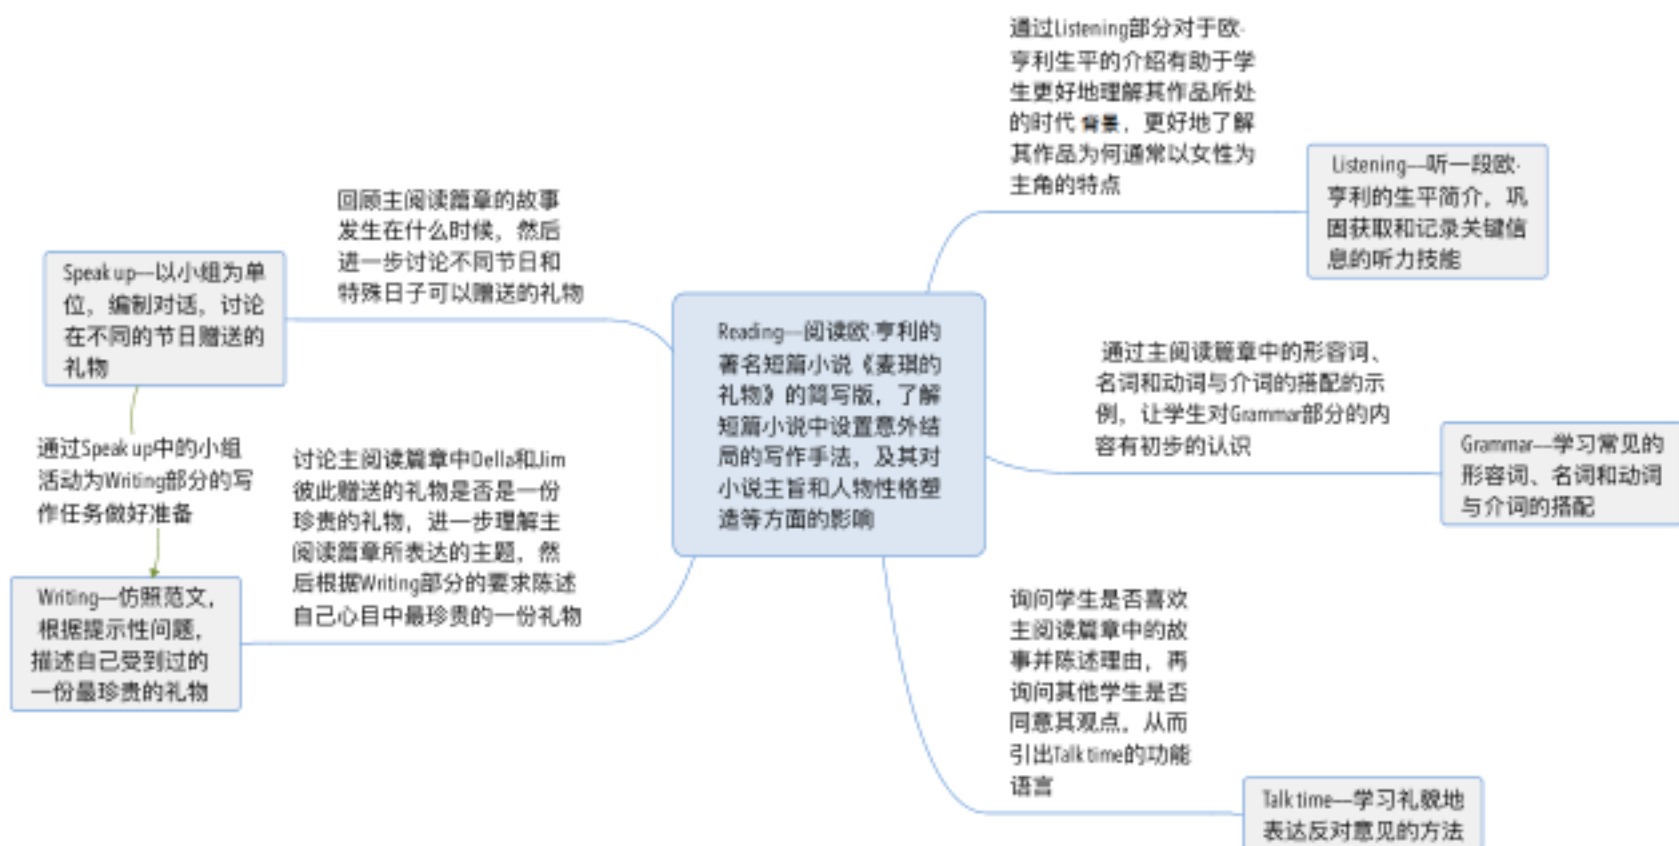 通过Listening部分对于欧·
亨利生平的介绍有助于学
生更好地理解其作品所处
的时代背景，更好地了解
其作品为何通常以女性为
主角的特点
Listening—听一段欧·
亨利的生平简介，巩
固获取和记录关键信
息的听力技能
回顾主阅读篇章的故事
发生在什么时候，然后
进一步讨论不同节日和
特殊日子可以赠送的礼物
Speak up—以小组为单
位，编制对话，讨论
在不同的节日赠送的
礼物
Reading—阅读欧·亨利的
著名短篇小说《麦琪的
礼物》的简写版，了解
短篇小说中设置意外结
局的写作手法，及其对
小说主旨和人物性格塑
造等方面的影响
通过主阅读篇章中的形容词、
名词和动词与介词的搭配的示
例，让学生对Grammar部分的内
容有初步的认识
Grammar—学习常见的
形容词、名词和动词
与介词的搭配
通过Speak up中的小组
活动为Writing部分的写
作任务做好准备
讨论主阅读篇章中Della和Jim
彼此赠送的礼物是否是一份
珍贵的礼物，进一步理解主
阅读篇章所表达的主题，然
后根据Writing部分的要求陈述
自己心目中最珍贵的一份礼物
Writing—仿照范文，
根据提示性问题，
描述自己受到过的
一份最珍贵的礼物
询问学生是否喜欢
主阅读篇章中的故
事并陈述理由，再
询问其他学生是否
同意其观点，从而
引出Talk time的功能
语言
Talk time—学习礼貌地
表达反对意见的方法